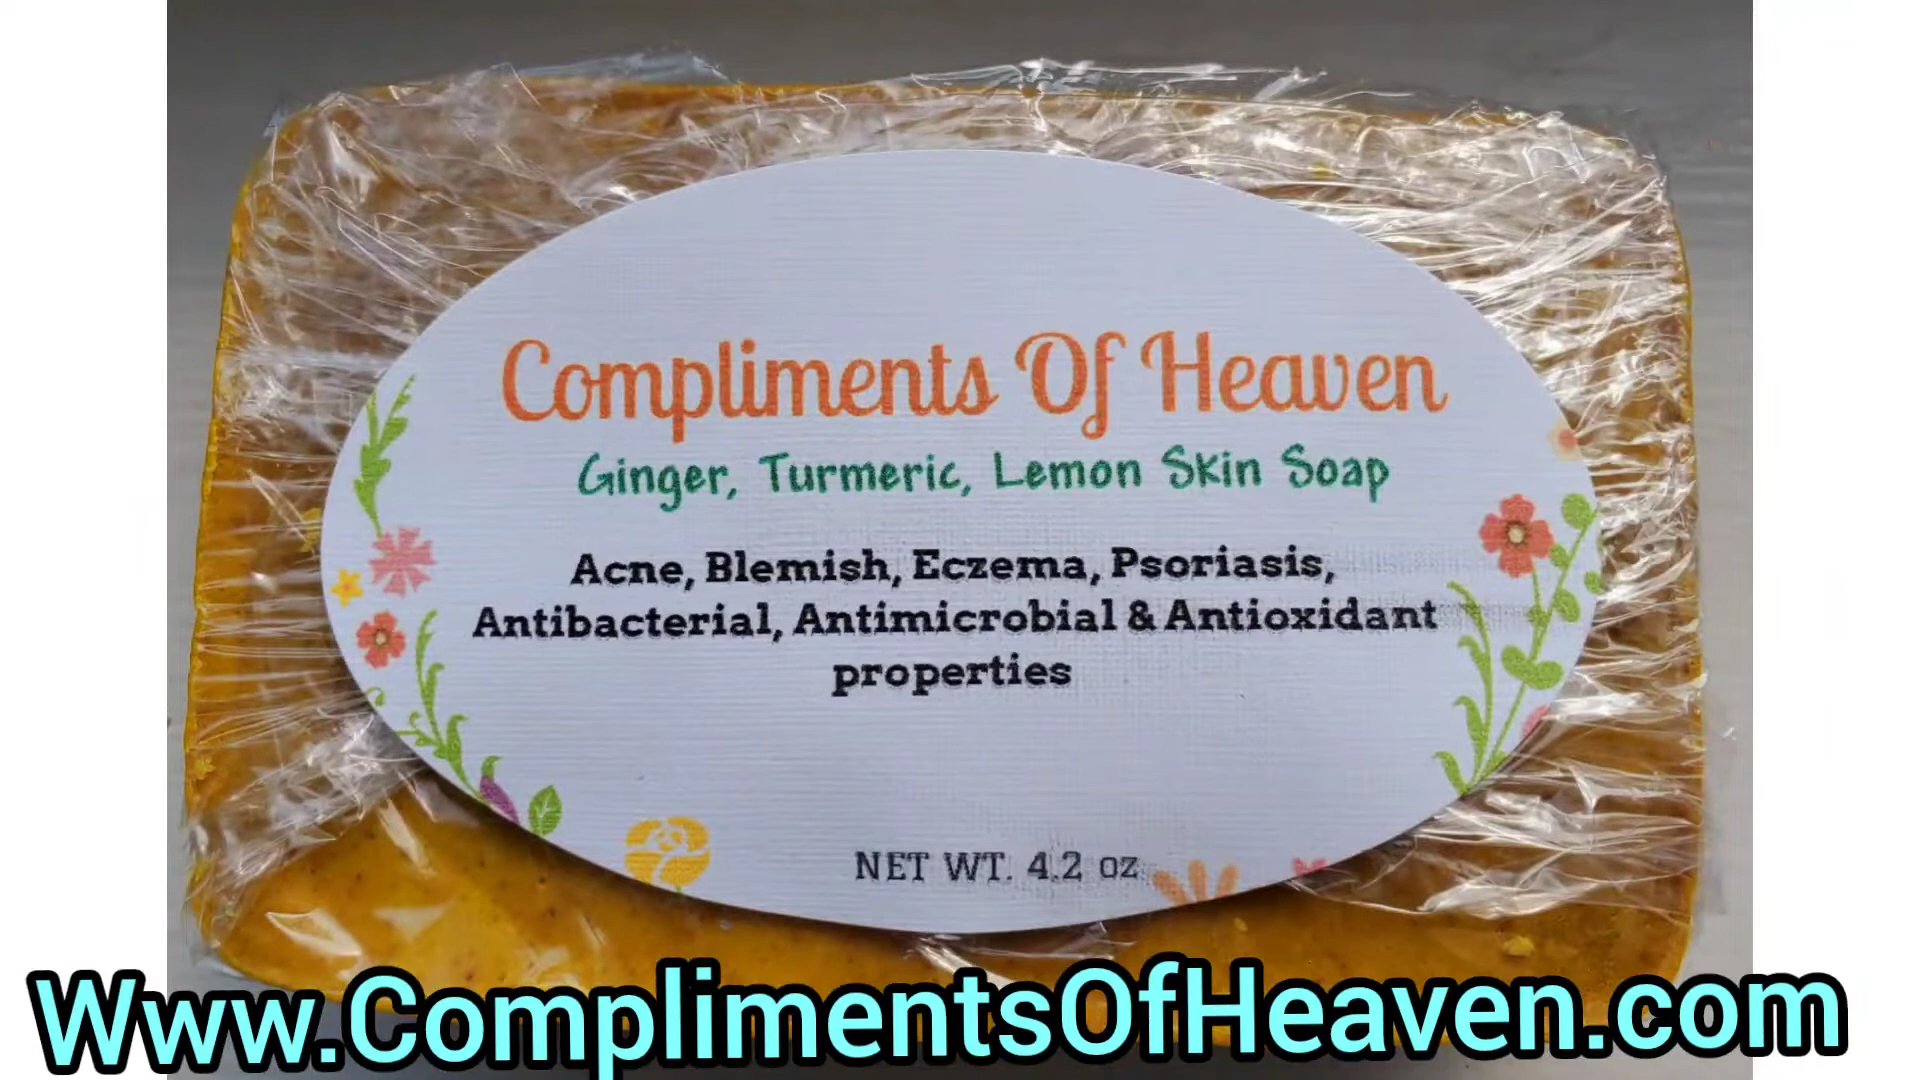 Compliments Of Heaven
Ginger, Turmeric, Lemon Skin Soap
Acne, Blemish, Eczema, Psoriasis,
Antibacterial, Antimicrobial & Antioxidant
properties
NET WT. 4.2 oz
Www.ComplimentsOfHeaven.com